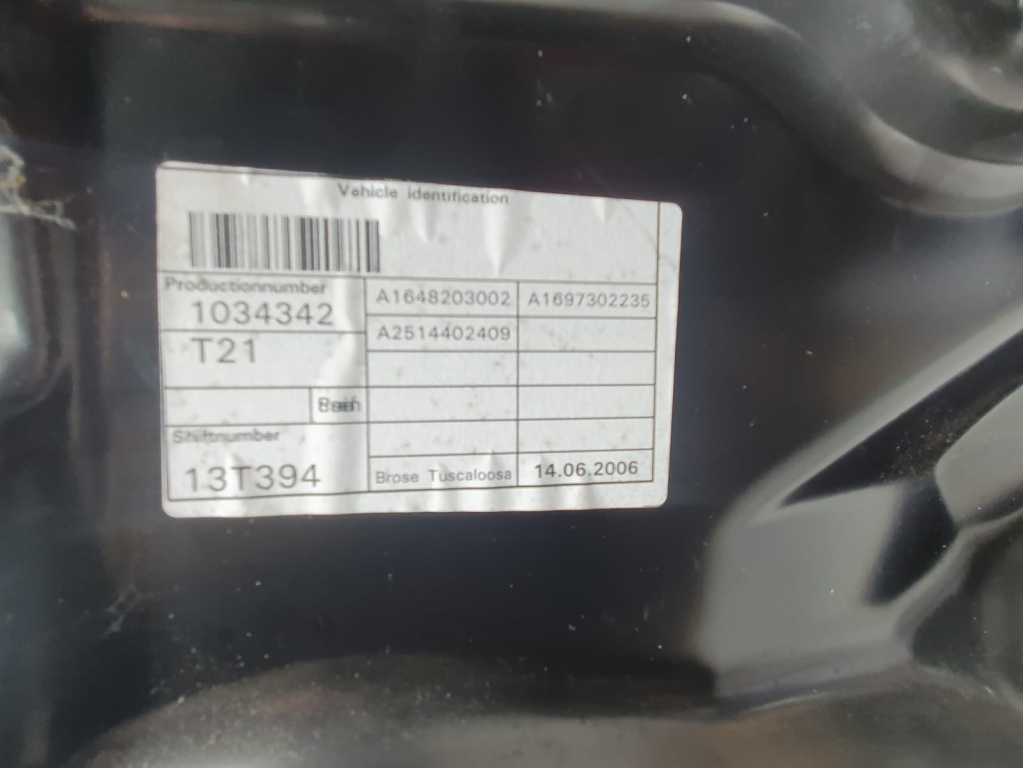 Vehicle identification
Productionnumber
1034342
A1648203002 A1697302235
T21
A2514402409
Shiftnumber
13T394
Brose Tuscaloosa 14.06.2006